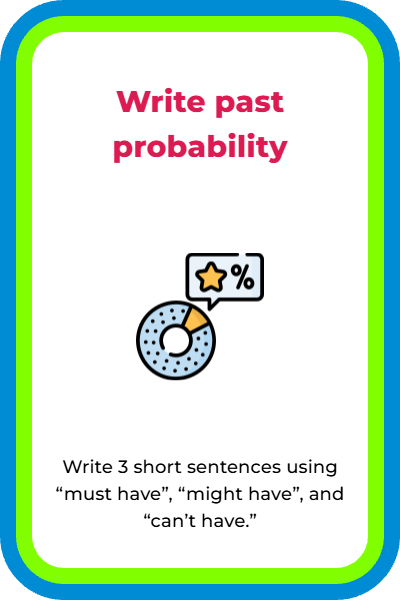 Write past
probability
%
Write 3 short sentences using
“must have”, “might have”, and
“can’t have.”